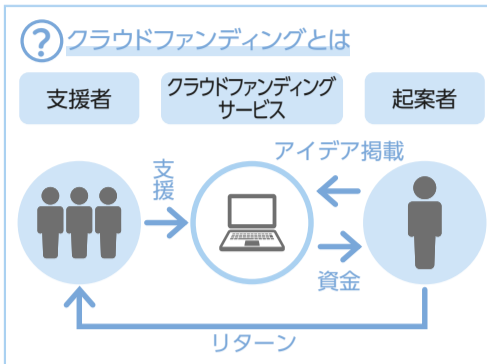 ? クラウドファンディングとは
支援者
クラウドファンディング
サービス
起案者
アイデア掲載
支援
資金
リターン